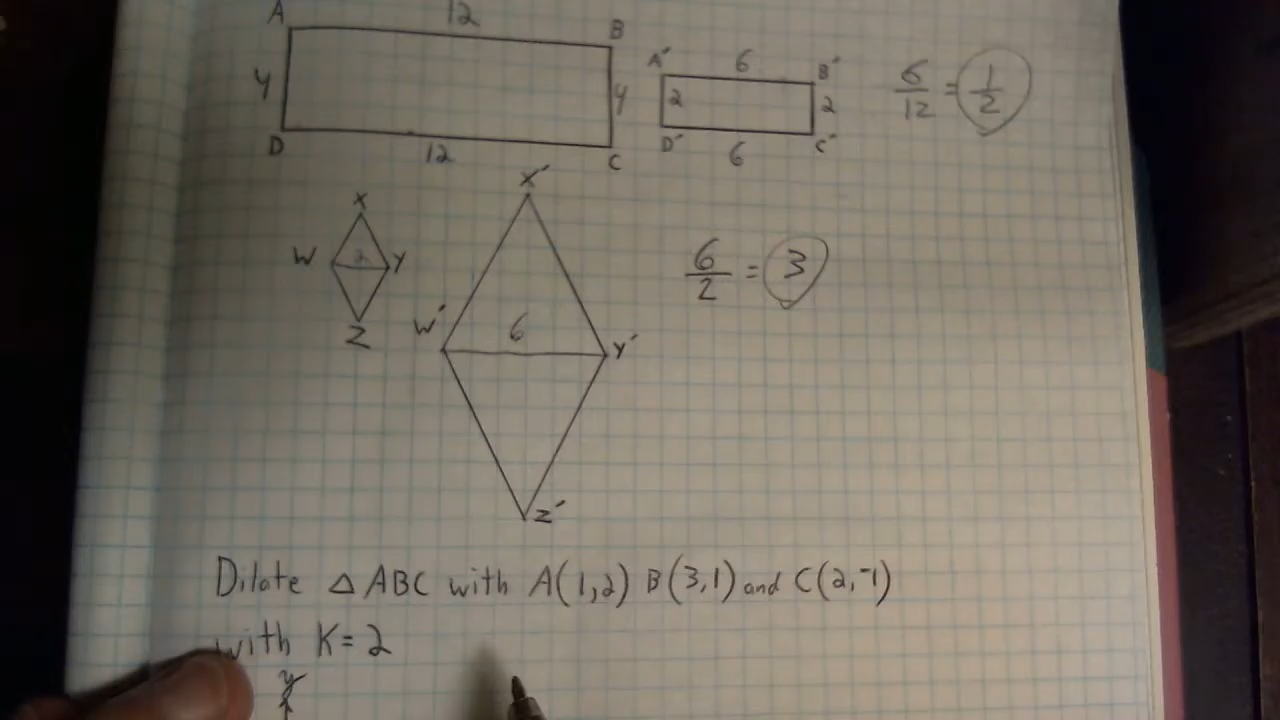 A 12 B
4 4
D 12 C
A' 6 B'
2 2
D' 6 C'
6/12 = 1/2
X
W 2 Y
Z
X'
W' 6 Y'
Z'
6/2 = 3
Dilate △ABC with A(1,2) B(3,1) and C(2,-1)
with K=2
y